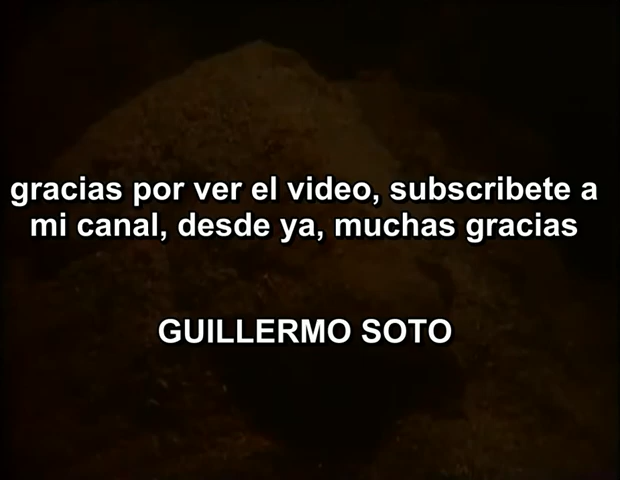 gracias por ver el video, subscribete a
mi canal, desde ya, muchas gracias
GUILLERMO SOTO